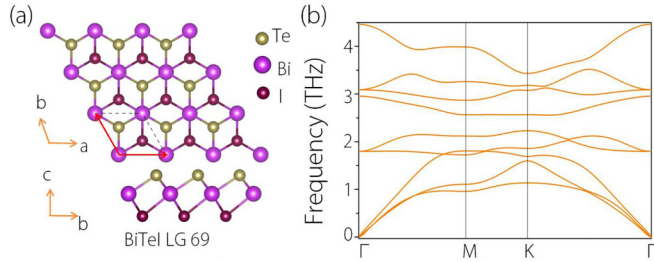 (a)
Te
Bi
I
b
a
c
b
BiTeI LG 69
(b)
Frequency (THz)
4
3
2
1
0
Γ
M
K
Γ